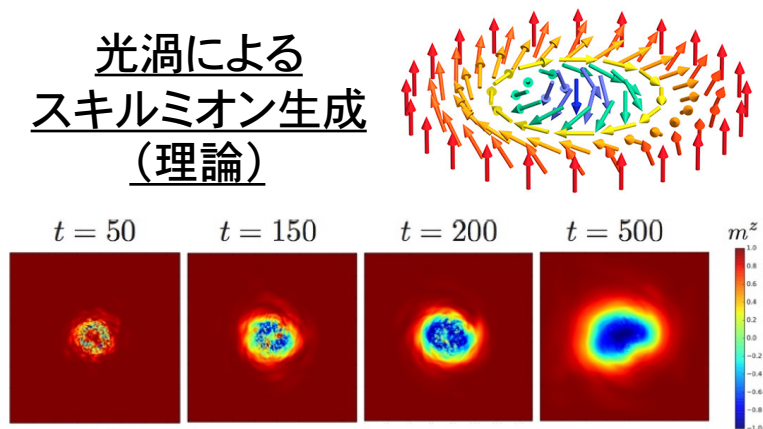 光渦による
スキルミオン生成
（理論）
t = 50
t = 150
t = 200
t = 500
m^z
1.0
0.8
0.6
0.4
0.2
0.0
−0.2
−0.4
−0.6
−0.8
−1.0